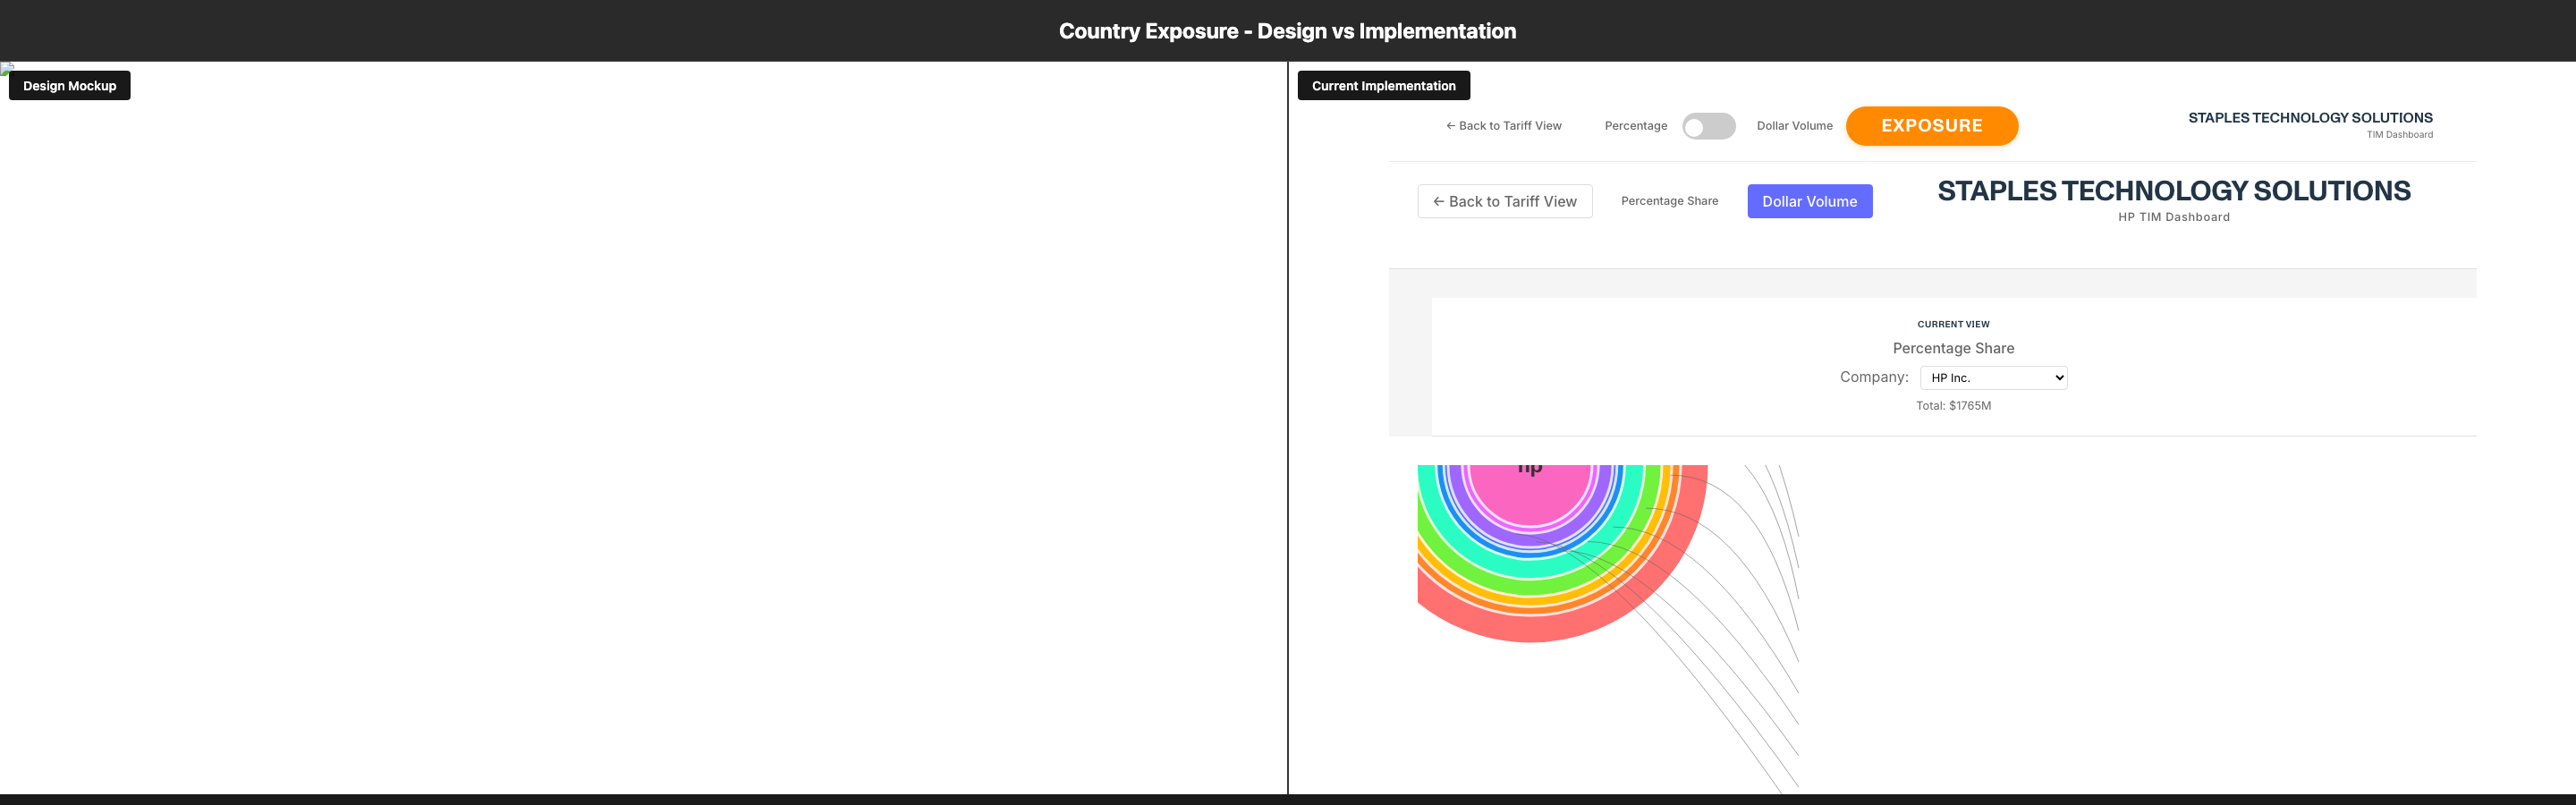 Country Exposure - Design vs Implementation
Design Mockup
Current Implementation
← Back to Tariff View Percentage Dollar Volume EXPOSURE STAPLES TECHNOLOGY SOLUTIONS
TIM Dashboard
← Back to Tariff View Percentage Share Dollar Volume STAPLES TECHNOLOGY SOLUTIONS
HP TIM Dashboard
CURRENT VIEW
Percentage Share
Company: HP Inc.
Total: $1765M
hp